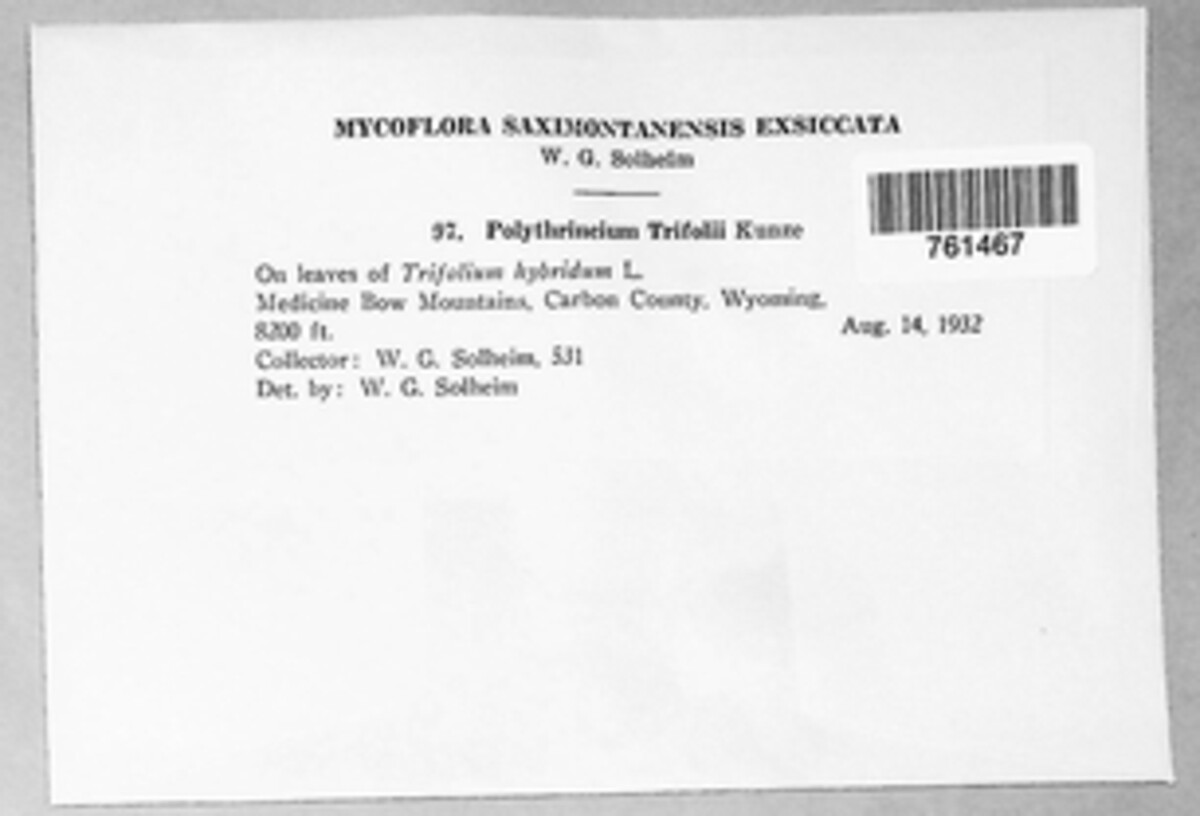 MYCOFLORA SAXIMONTANENSIS EXSICCATA
W. G. Solheim
97. Polythrincium Trifolii Kunze
761467
On leaves of Trifolium hybridum L.
Medicine Bow Mountains, Carbon County, Wyoming,
8200 ft. Aug. 14, 1932
Collector: W. G. Solheim, 531
Det. by: W. G. Solheim